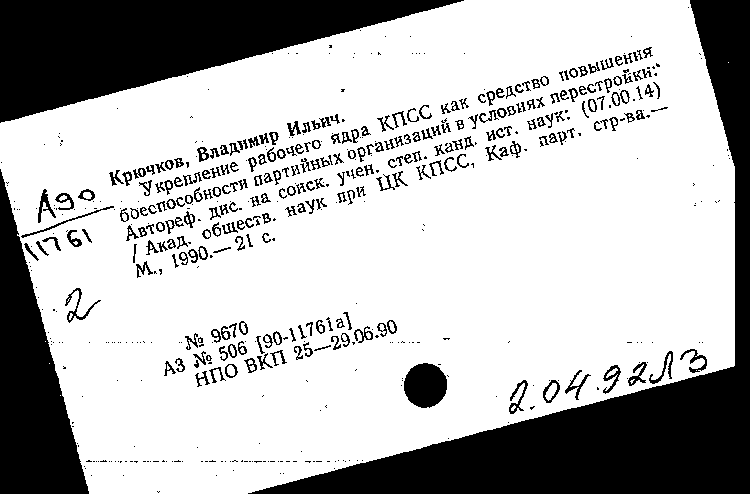 Крючков, Владимир Ильич.
Укрепление рабочего ядра КПСС как средство повышения
боеспособности партийных организаций в условиях перестройки:
Автореф. дис. на соиск. учен. степ. канд. ист. наук: (07.00.14)
/ Акад. обществ. наук при ЦК КПСС, Каф. парт. стр-ва.—
М., 1990.— 21 с.
А90
11761
2
№ 9670
АЗ № 506 [90-11761а]
НПО ВКП 25—29.06.90
2.04.92ЛЗ